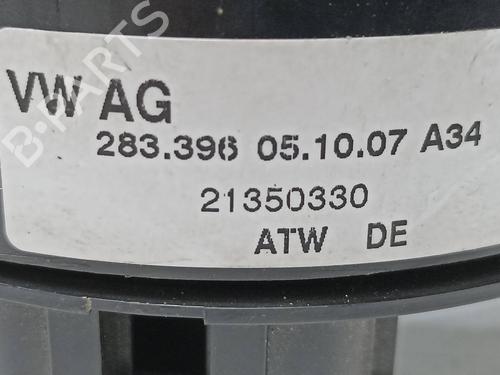 VW AG
283.396 05.10.07 A34
21350330
ATW DE
B-PARTS